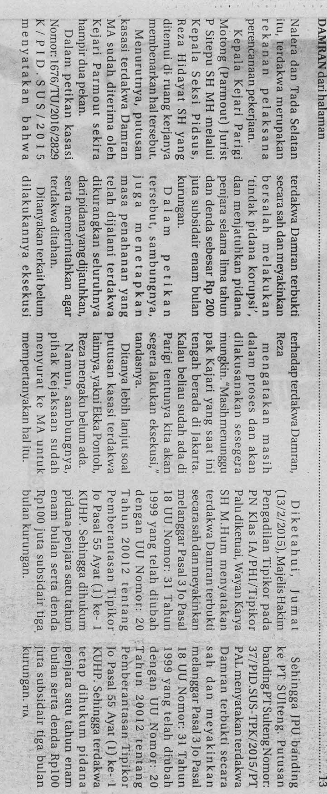 DAMRAN dari halaman
13
Nalera dan Tada Selatan
itu, terdakwa merupakan
rekanan pelaksana
perencanaan pekerjaan.
Kepala Kejari Parigi
Motong (Parmout) Jurist
P Sitepu SH MH melalui
Kepala Seksi Pidsus,
Reza Hidayat SH yang
ditemui di ruang kerjanya
membenarkan hal tersebut.
Menurutnya, putusan
kasasi terdakwa Damran
MA sudah diterima oleh
Kejari Parmout sekira
hampir dua pekan.
Dalam petikan kasasi
Nomor: 1670/TU/2016/2829
K/PID.SUS/2015
menyatakan bahwa
terdakwa Damran terbukti
secara sah dan meyakinkan
bersalah melakukan
'tindak pidana korupsi',
dan menjatuhkan pidana
penjara selama lima tahun
dan denda sebesar Rp 200
juta subsidair enam bulan
kurungan.
Dalam petikan
tersebut, sambungnya,
juga menetapkan
masa penahanan yang
telah dijalani terdakwa
dikurangkan seluruhnya
dari pidana yang dijatuhkan,
serta memerintahkan agar
terdakwa ditahan.
Ditanyakan terkait belum
dilakukannya eksekusi
terhadap terdakwa Damran,
Reza mengatakan masih
dalam proses dan akan
dilaksanakan sesegera
mungkin. "Masih menunggu
pak Kajari yang saat ini
tengah berada di Jakarta.
Kalau beliau sudah ada di
Parigi tentunya kita akan
segera lakukan eksekusi,"
tandasnya.
Ditanya lebih lanjut soal
putusan kasasi terdakwa
lainnya, yakni Ekka Pontoh,
Reza mengaku belum ada.
Namun, sambungnya,
pihak Kejaksaan sudah
menyurat ke MA untuk
mempertanyakan hal itu.
Diketahui, Jumat
(13/2/2015), Majelis Hakim
Pengadilan Tipikor pada
PN Klas IA/PHI/Tipikor
Palu diketuai, Wayan Karya
SH M.Hum menyatakan
terdakwa Damran terbukti
secara sah dan meyakinkan
melanggar Pasal 3 Jo Pasal
18 UU Nomor: 31 Tahun
1999 yang telah diubah
dengan UU Nomor: 20
Tahun 20012 tentang
Pemberantasan Tipikor
Jo Pasal 55 Ayat (1) ke-1
KUHP. Sehingga dihukum
pidana penjara satu tahun
enam bulan serta denda
Rp100 juta subsidair tiga
bulan kurungan.
Sehingga JPU banding
ke PT Sulteng. Putusan
banding PT Sulteng Nomor:
37/PID.SUS-TPK/2015/PT
PAL menyatakan terdakwa
Damran terbukti secara
sah dan meyakinkan
melanggar Pasal 3 Jo Pasal
18 UU Nomor: 31 Tahun
1999 yang telah diubah
dengan UU Nomor: 20
Tahun 20012 tentang
Pemberantasan Tipikor
Jo Pasal 55 Ayat (1) ke-1
KUHP. Sehingga terdakwa
tetap dihukum pidana
penjara satu tahun enam
bulan serta denda Rp100
juta subsidair tiga bulan
kurungan. TIA